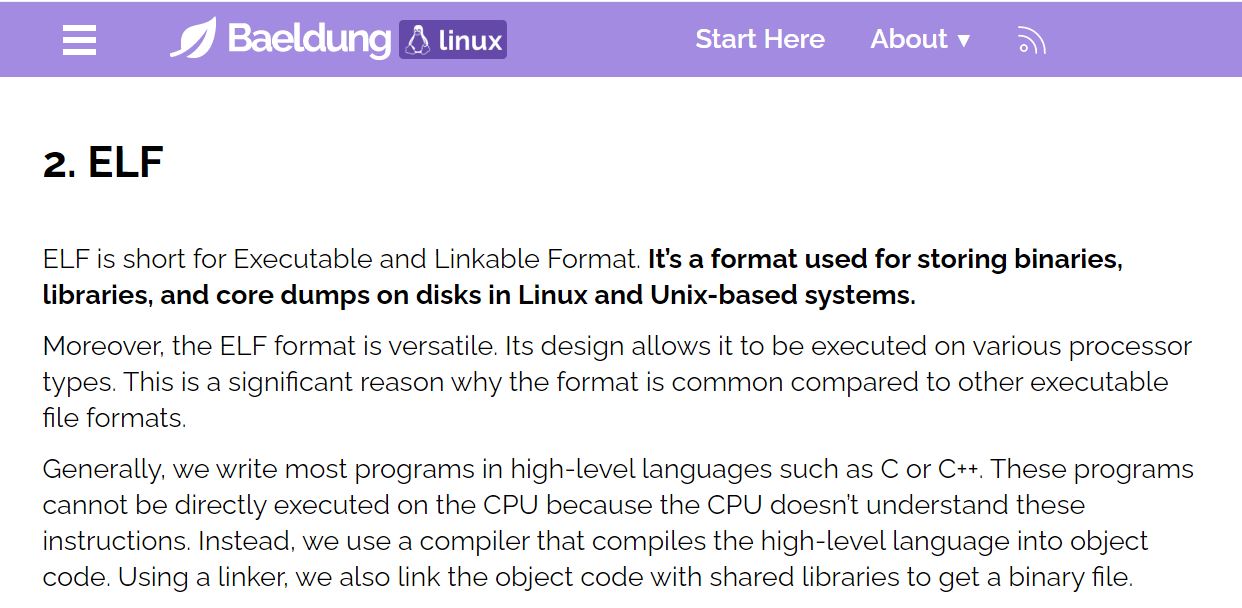 Baeldung linux Start Here About ▼
2. ELF
ELF is short for Executable and Linkable Format. It's a format used for storing binaries,
libraries, and core dumps on disks in Linux and Unix-based systems.
Moreover, the ELF format is versatile. Its design allows it to be executed on various processor
types. This is a significant reason why the format is common compared to other executable
file formats.
Generally, we write most programs in high-level languages such as C or C++. These programs
cannot be directly executed on the CPU because the CPU doesn't understand these
instructions. Instead, we use a compiler that compiles the high-level language into object
code. Using a linker, we also link the object code with shared libraries to get a binary file.